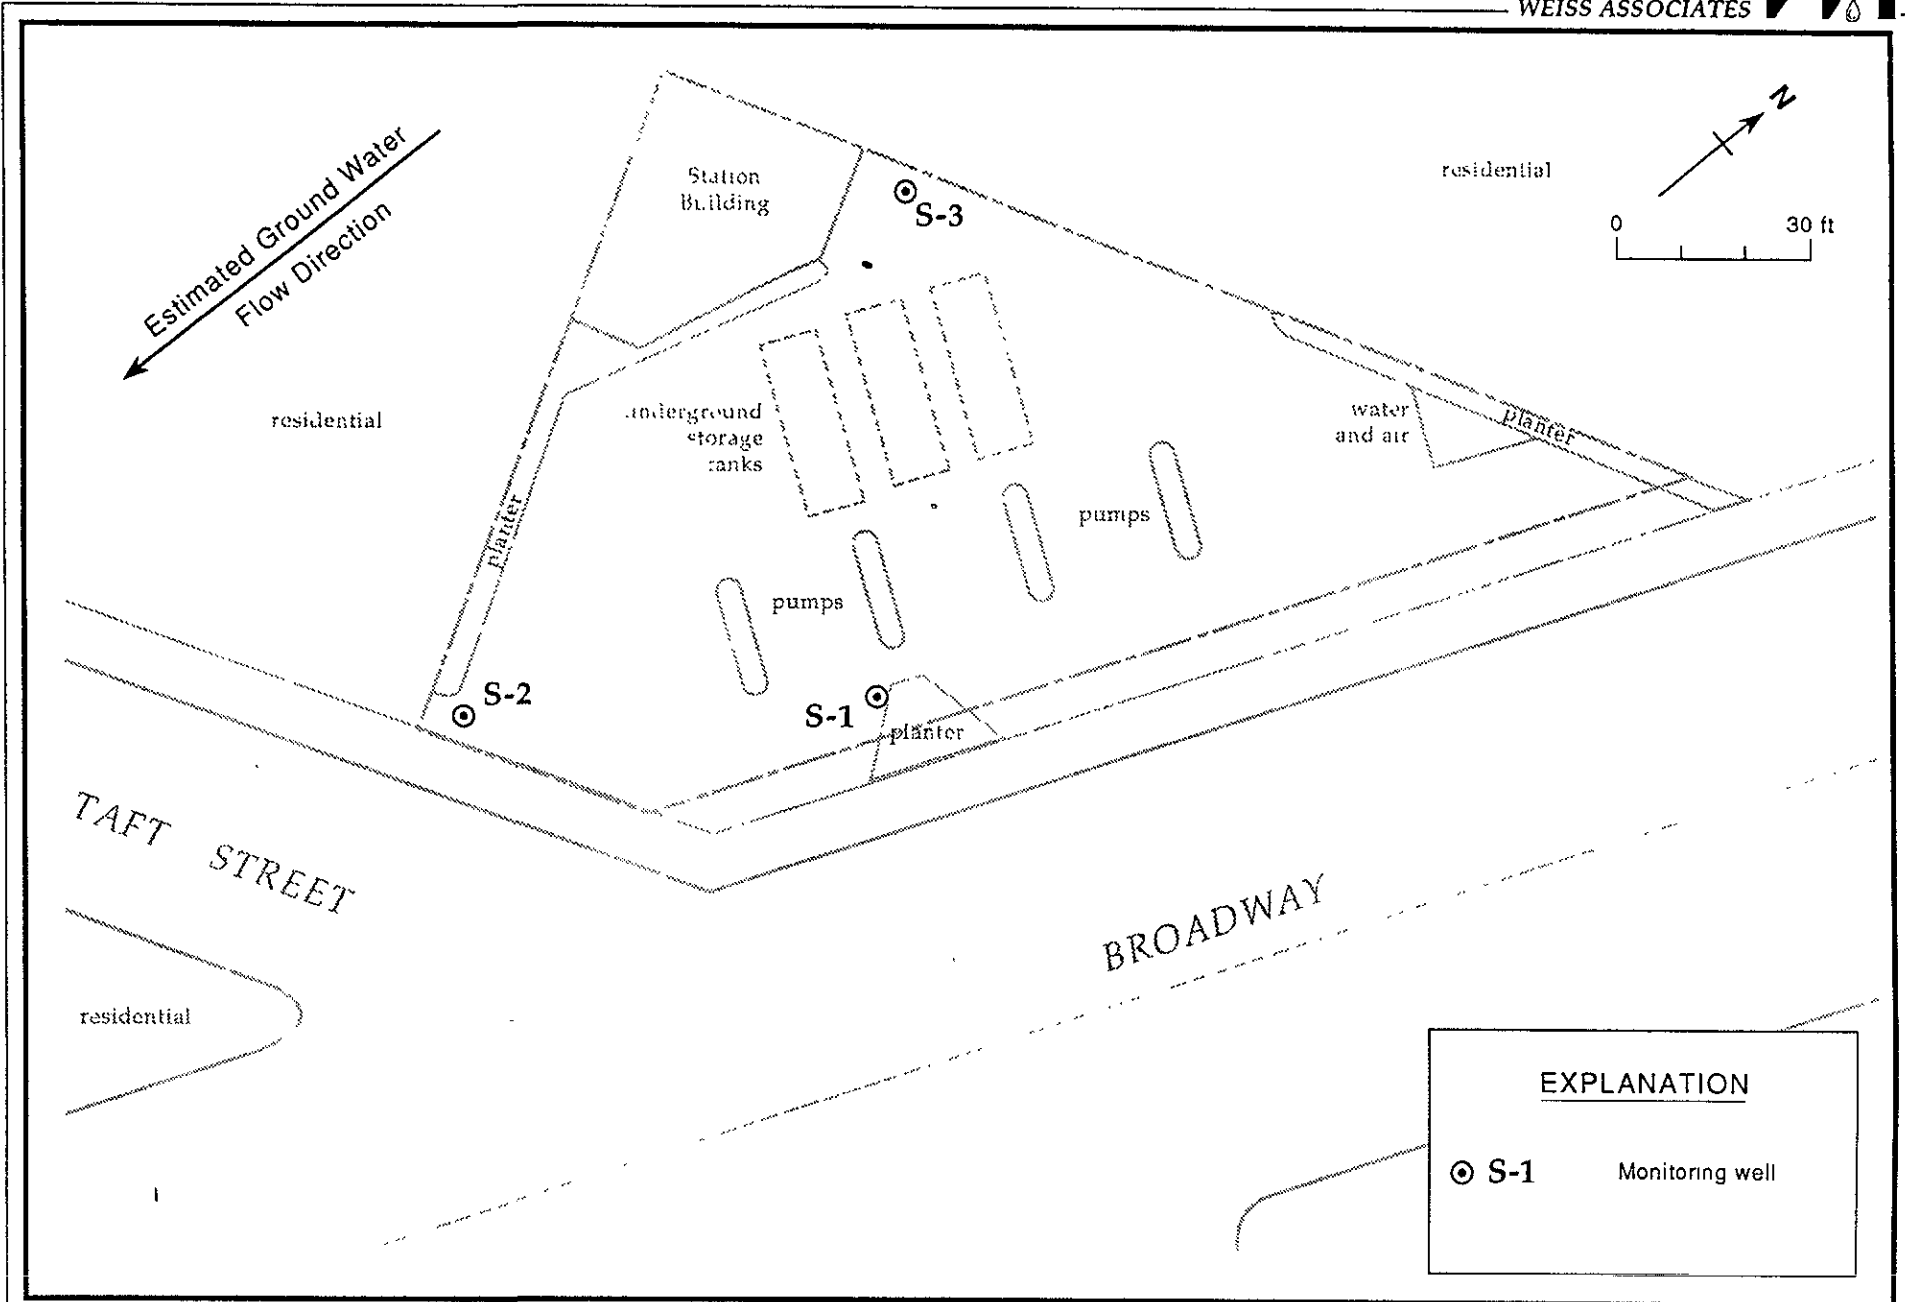 WEISS ASSOCIATES
N
0 30 ft
residential
Station
Building
S-3
Estimated Ground Water
Flow Direction
residential
underground
storage
tanks
water
and air
planter
planter
pumps
pumps
S-2
S-1
planter
TAFT STREET
BROADWAY
residential
EXPLANATION
S-1 Monitoring well